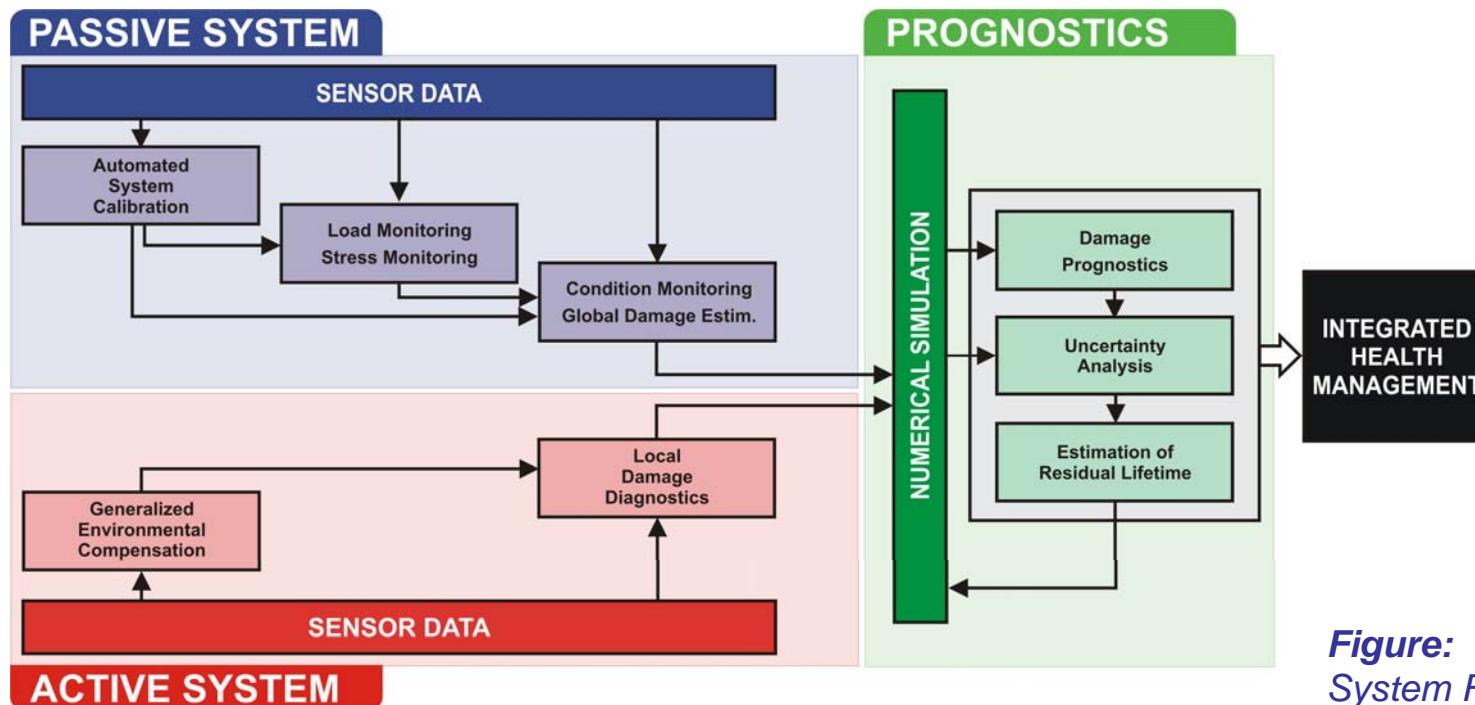 PASSIVE SYSTEM
SENSOR DATA
Automated
System
Calibration
Load Monitoring
Stress Monitoring
Condition Monitoring
Global Damage Estim.
Generalized
Environmental
Compensation
Local
Damage
Diagnostics
SENSOR DATA
ACTIVE SYSTEM
PROGNOSTICS
NUMERICAL SIMULATION
Damage
Prognostics
Uncertainty
Analysis
Estimation of
Residual Lifetime
INTEGRATED
HEALTH
MANAGEMENT
Figure:
System